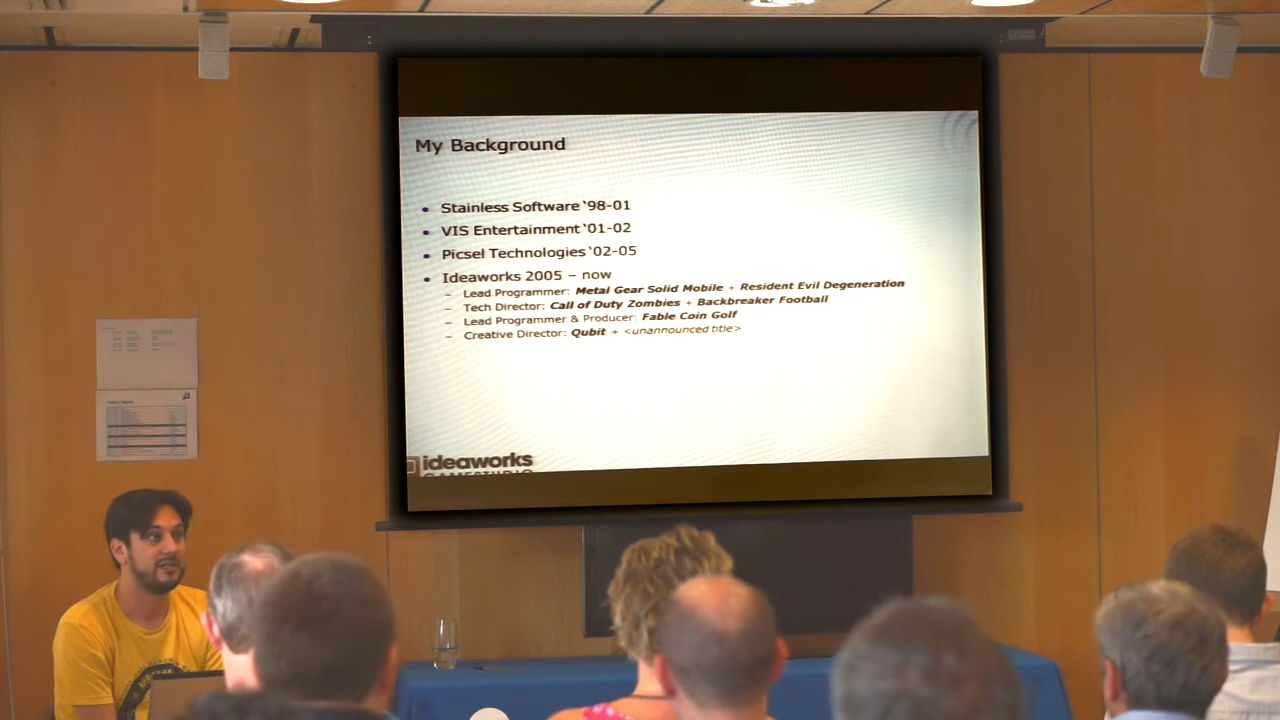 My Background
• Stainless Software ‘98-01
• VIS Entertainment ‘01-02
• Picsel Technologies ‘02-05
• Ideaworks 2005 – now
– Lead Programmer: Metal Gear Solid Mobile + Resident Evil Degeneration
– Tech Director: Call of Duty Zombies + Backbreaker Football
– Lead Programmer & Producer: Fable Coin Golf
– Creative Director: Qubit + <unannounced title>
ideaworks